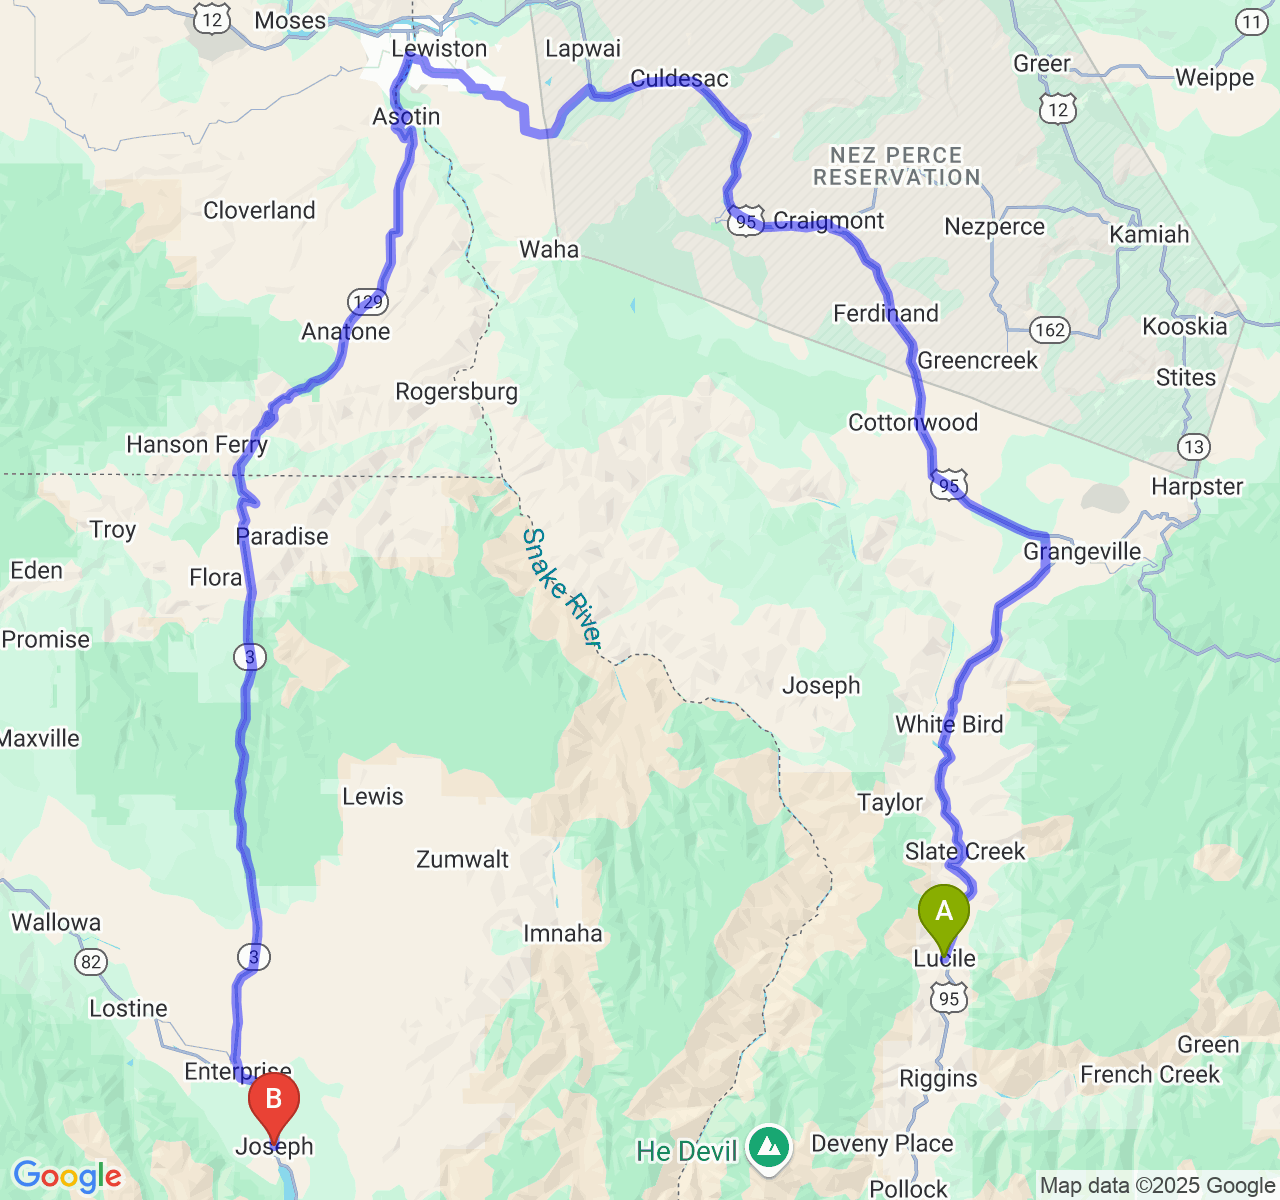 12
Moses
Lewiston
Lapwai
Culdesac
Greer
11
Weippe
12
Asotin
NEZ PERCE
RESERVATION
Cloverland
95
Craigmont
Nezperce
Kamiah
Waha
129
Anatone
Ferdinand
162
Kooskia
Greencreek
Stites
Rogersburg
Cottonwood
Hanson Ferry
13
95
Harpster
Troy
Paradise
Snake River
Grangeville
Eden
Flora
Promise
3
Joseph
White Bird
Maxville
Lewis
Taylor
Zumwalt
Slate Creek
A
Wallowa
Imnaha
82
3
Lucile
95
Lostine
Green
Enterprise
Riggins
French Creek
B
Joseph
He Devil
Deveny Place
Google
Pollock
Map data ©2025 Google